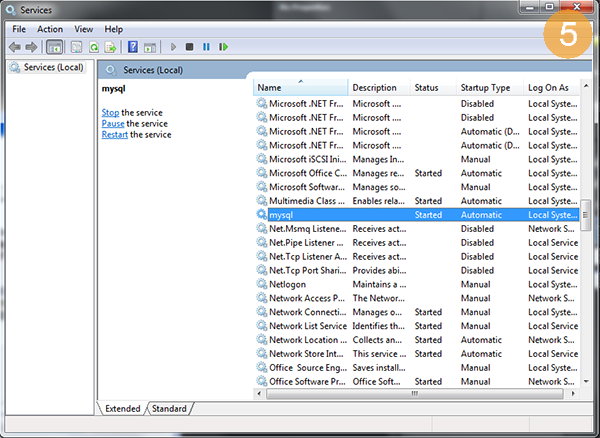 Services
5
File Action View Help
Services (Local)
Services (Local)
mysql
Stop the service
Pause the service
Restart the service
Name Description Status Startup Type Log On As
Microsoft .NET Fr... Microsoft .... Disabled Local Syste...
Microsoft .NET Fr... Microsoft .... Disabled Local Syste...
Microsoft .NET Fr... Microsoft .... Automatic (D... Local Syste...
Microsoft .NET Fr... Microsoft .... Automatic (D... Local Syste...
Microsoft iSCSI Ini... Manages In... Manual Local Syste...
Microsoft Office C... Manages re... Started Automatic Local Syste...
Microsoft Softwar... Manages so... Manual Local Syste...
Multimedia Class ... Enables rela... Started Automatic Local Syste...
mysql Started Automatic Local Syste...
Net.Msmq Listene... Receives act... Disabled Network S...
Net.Pipe Listener ... Receives act... Disabled Local Service
Net.Tcp Listener A... Receives act... Disabled Local Service
Net.Tcp Port Shari... Provides abi... Disabled Local Service
Netlogon Maintains a ... Manual Local Syste...
Network Access P... The Networ... Manual Network S...
Network Connecti... Manages o... Started Manual Local Syste...
Network List Service Identifies th... Started Manual Local Service
Network Location ... Collects an... Started Automatic Network S...
Network Store Int... This service ... Started Automatic Local Service
Office Source Eng... Saves install... Manual Local Syste...
Office Software Pr... Office Soft... Started Manual Network S...
Extended Standard